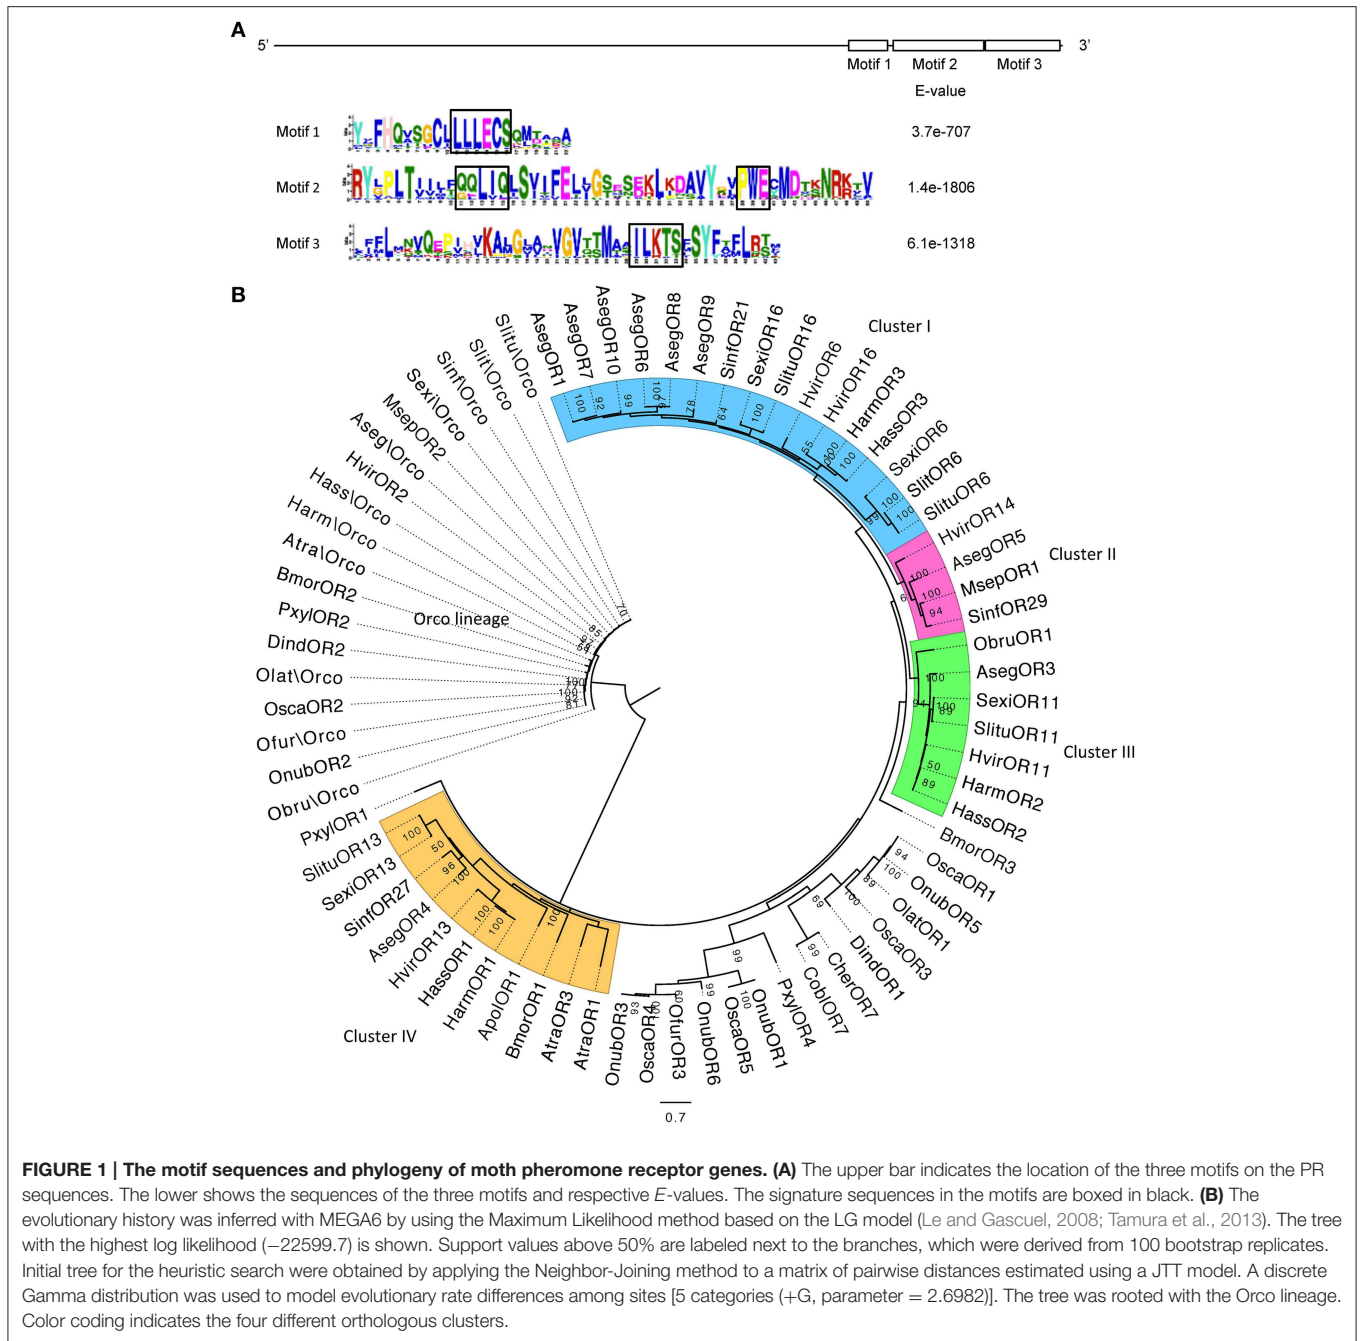 A
5' 3'
Motif 1 Motif 2 Motif 3
E-value
Motif 1 3.7e-707
Motif 2 1.4e-1806
Motif 3 6.1e-1318
B
Cluster I
AsegOR1
AsegOR7
AsegOR10
AsegOR6
AsegOR8
AsegOR9
SinfOR21
SexiOR16
SlituOR16
HvirOR6
HvirOR16
HarmOR3
HassOR3
SexiOR6
SlitOR6
SlituOR6
Cluster II
HvirOR14
AsegOR5
MsepOR1
SinfOR29
Cluster III
ObruOR1
AsegOR3
SexiOR11
SlituOR11
HvirOR11
HarmOR2
HassOR2
BmorOR3
OscaOR1
OnubOR5
OlatOR1
OscaOR3
DindOR1
CherOR7
CoblOR7
PxylOR4
OnubOR1
OscaOR5
OnubOR6
OfurOR3
OscaOR4
OnubOR3
AtraOR1
AtraOR3
BmorOR1
ApolOR1
HarmOR1
HassOR1
HvirOR13
AsegOR4
SinfOR27
SexiOR13
SlituOR13
Cluster IV
PxylOR1
Obru\Orco
OnubOR2
Ofur\Orco
OscaOR2
Olat\Orco
DindOR2
PxylOR2
BmorOR2
Atra\Orco
Harm\Orco
Hass\Orco
HvirOR2
Aseg\Orco
MsepOR2
Sexi\Orco
Sinf\Orco
Slit\Orco
Slitu\Orco
Orco lineage
0.7
FIGURE 1 | The motif sequences and phylogeny of moth pheromone receptor genes. (A) The upper bar indicates the location of the three motifs on the PR
sequences. The lower shows the sequences of the three motifs and respective E-values. The signature sequences in the motifs are boxed in black. (B) The
evolutionary history was inferred with MEGA6 by using the Maximum Likelihood method based on the LG model (Le and Gascuel, 2008; Tamura et al., 2013). The tree
with the highest log likelihood (−22599.7) is shown. Support values above 50% are labeled next to the branches, which were derived from 100 bootstrap replicates.
Initial tree for the heuristic search were obtained by applying the Neighbor-Joining method to a matrix of pairwise distances estimated using a JTT model. A discrete
Gamma distribution was used to model evolutionary rate differences among sites [5 categories (+G, parameter = 2.6982)]. The tree was rooted with the Orco lineage.
Color coding indicates the four different orthologous clusters.